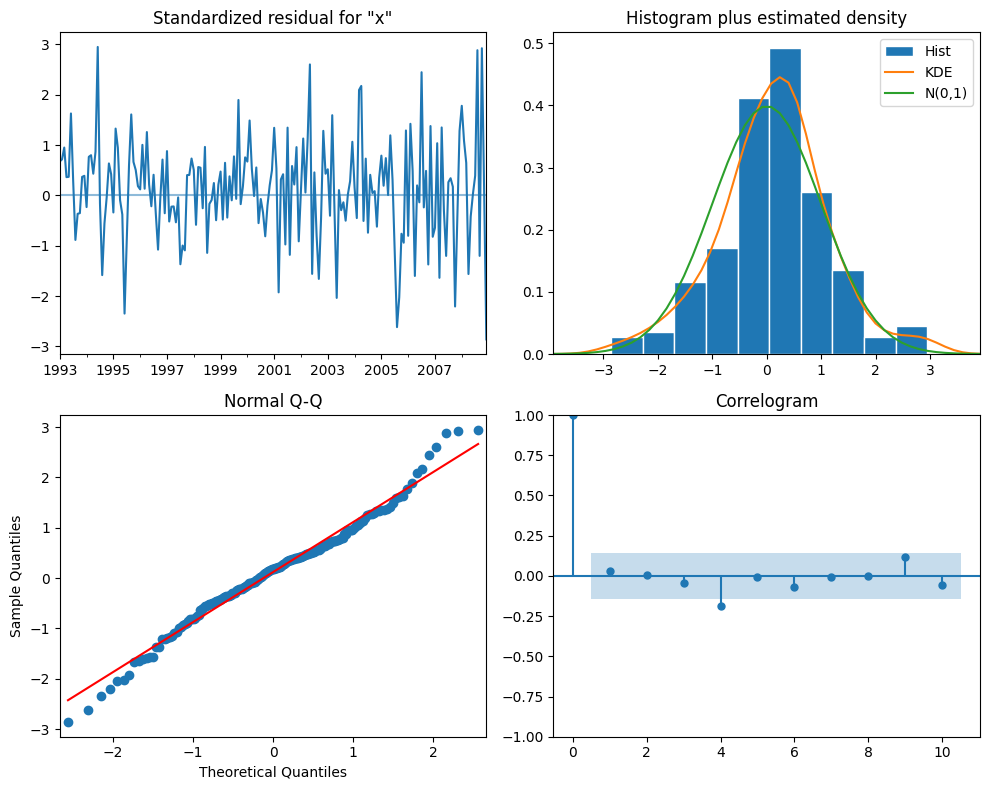 Standardized residual for "x"
3
2
1
0
−1
−2
−3
1993 1995 1997 1999 2001 2003 2005 2007
Histogram plus estimated density
0.5
0.4
0.3
0.2
0.1
0.0
−3 −2 −1 0 1 2 3
Hist
KDE
N(0,1)
Normal Q-Q
Sample Quantiles
3
2
1
0
−1
−2
−3
−2 −1 0 1 2
Theoretical Quantiles
Correlogram
1.00
0.75
0.50
0.25
0.00
−0.25
−0.50
−0.75
−1.00
0 2 4 6 8 10